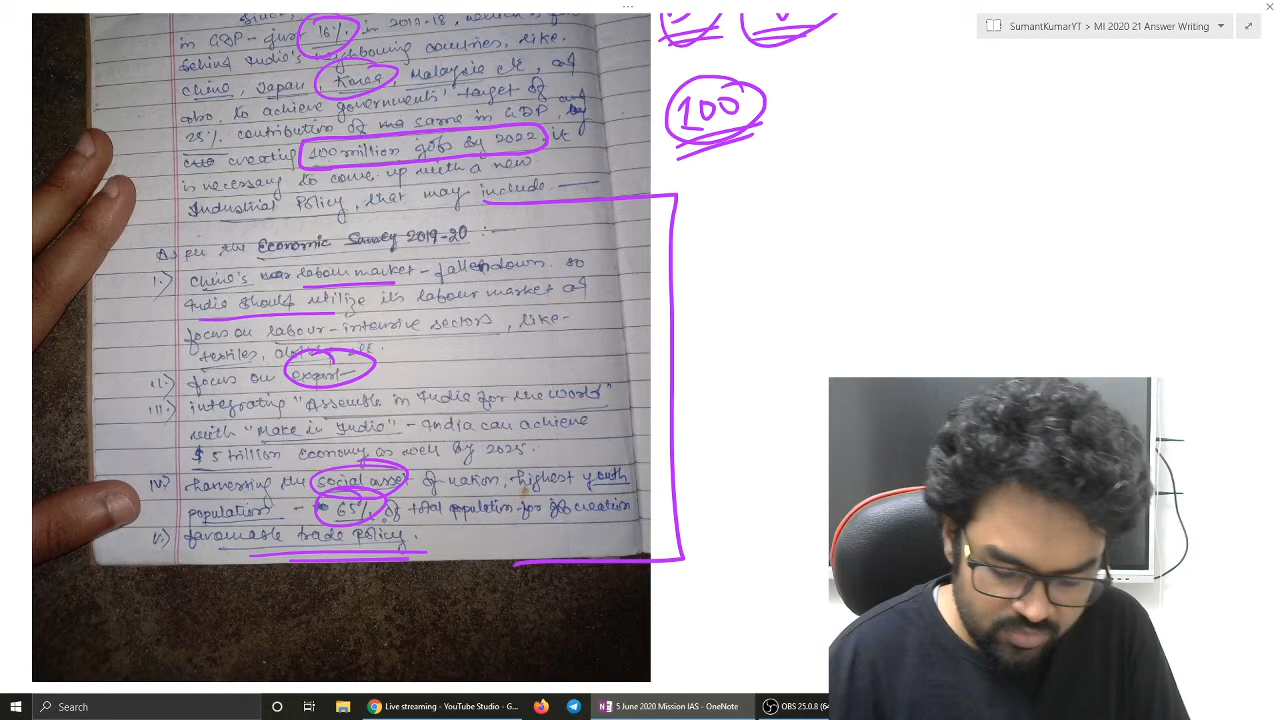 SumantKumarYT > MI 2020 21 Answer Writing
in GDP - just 16% in 2017-18, which is
behind India's neighbouring countries, like.
China, Japan, Korea, Malaysia etc, and
also, to achieve governments' target of
25% contribution of same in GDP, and
creating 100 million jobs by 2022, it
is necessary to come up with a new
Industrial Policy, that may include —
100
As per the Economic Survey 2019-20 :-
I.) China's labour market - fallen down. so
India should utilize its labour market and
focus on labour-intensive sectors, like-
textiles, etc.
II.) focus on export-
III.) integrating "Assemble in India for the World"
with "Make in India" - India can achieve
$5 trillion economy as well by 2025.
IV.) harnessing the social asset of nation, highest youth
population - 65% of total population - for job creation
V.) favourable trade policy.
Search
Live streaming - YouTube Studio - G...
5 June 2020 Mission IAS - OneNote
OBS 25.0.8 (64